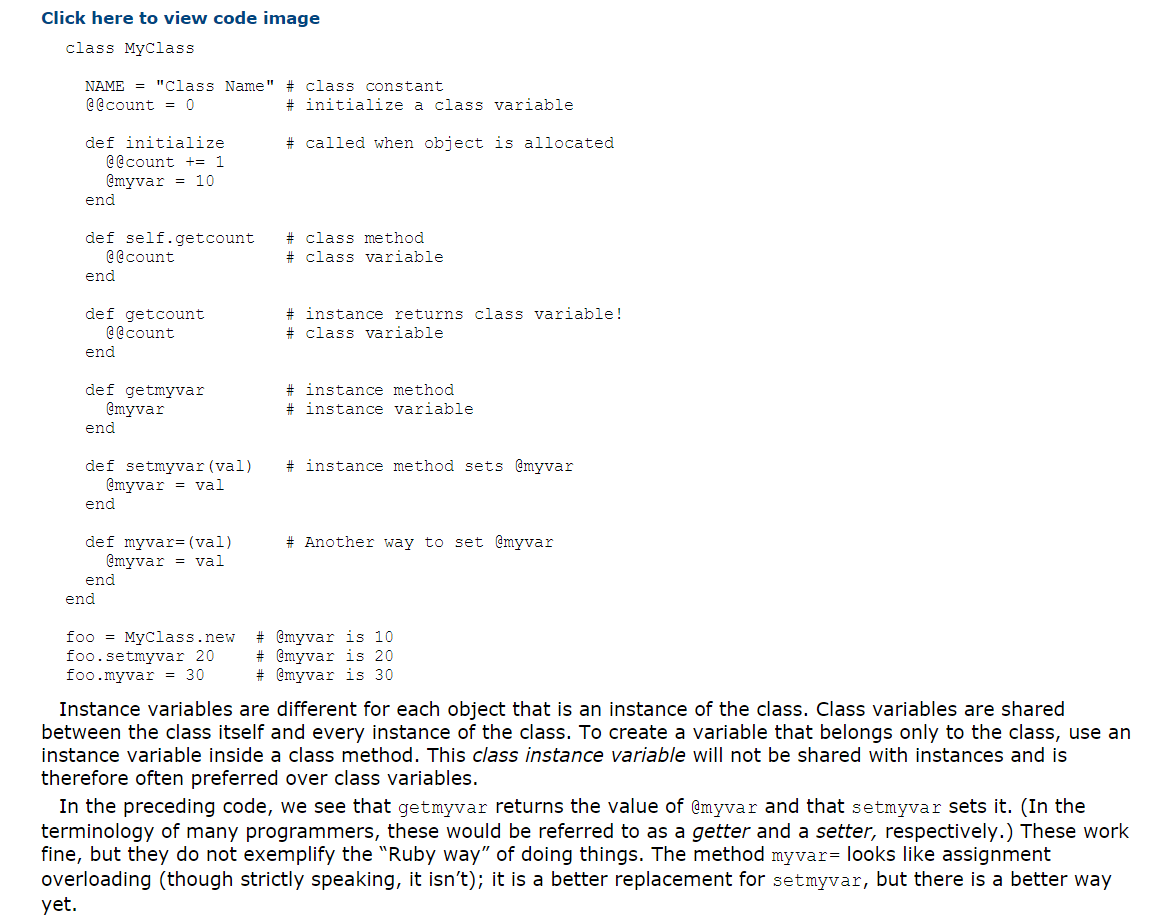 Click here to view code image
class MyClass
  NAME = "Class Name" # class constant
  @@count = 0         # initialize a class variable
  def initialize      # called when object is allocated
    @@count += 1
    @myvar = 10
  end
  def self.getcount   # class method
    @@count           # class variable
  end
  def getcount        # instance returns class variable!
    @@count           # class variable
  end
  def getmyvar        # instance method
    @myvar            # instance variable
  end
  def setmyvar(val)   # instance method sets @myvar
    @myvar = val
  end
  def myvar=(val)     # Another way to set @myvar
    @myvar = val
  end
end
foo = MyClass.new  # @myvar is 10
foo.setmyvar 20    # @myvar is 20
foo.myvar = 30     # @myvar is 30
Instance variables are different for each object that is an instance of the class. Class variables are shared
between the class itself and every instance of the class. To create a variable that belongs only to the class, use an
instance variable inside a class method. This class instance variable will not be shared with instances and is
therefore often preferred over class variables.
In the preceding code, we see that getmyvar returns the value of @myvar and that setmyvar sets it. (In the
terminology of many programmers, these would be referred to as a getter and a setter, respectively.) These work
fine, but they do not exemplify the “Ruby way” of doing things. The method myvar= looks like assignment
overloading (though strictly speaking, it isn’t); it is a better replacement for setmyvar, but there is a better way
yet.